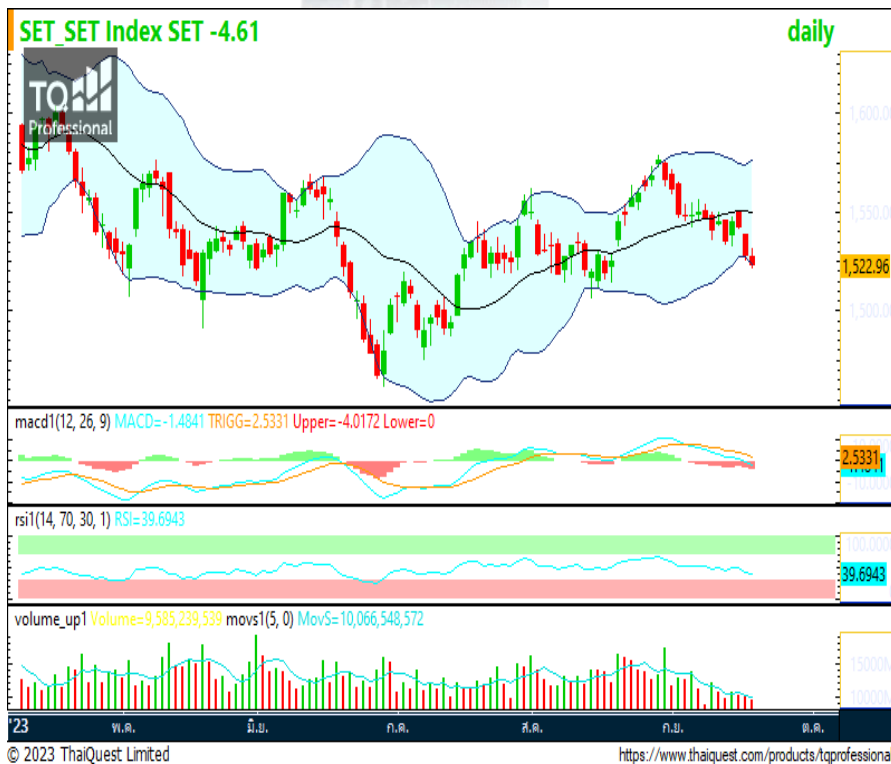 SET_SET Index SET -4.61 daily
TQ
Professional
1,600.00
1,550.00
1,522.96
1,500.00
macd1(12, 26, 9) MACD=-1.4841 TRIGG=2.5331 Upper=-4.0172 Lower=0
2.5331
rsi1(14, 70, 30, 1) RSI=39.6943
100.0000
39.6943
volume_up1 Volume=9,585,239,539 movs1(5, 0) MovS=10,066,548,572
15000M
10000M
'23 พ.ค. มิ.ย. ก.ค. ส.ค. ก.ย. ต.ค.
© 2023 ThaiQuest Limited https://www.thaiquest.com/products/tqprofessional